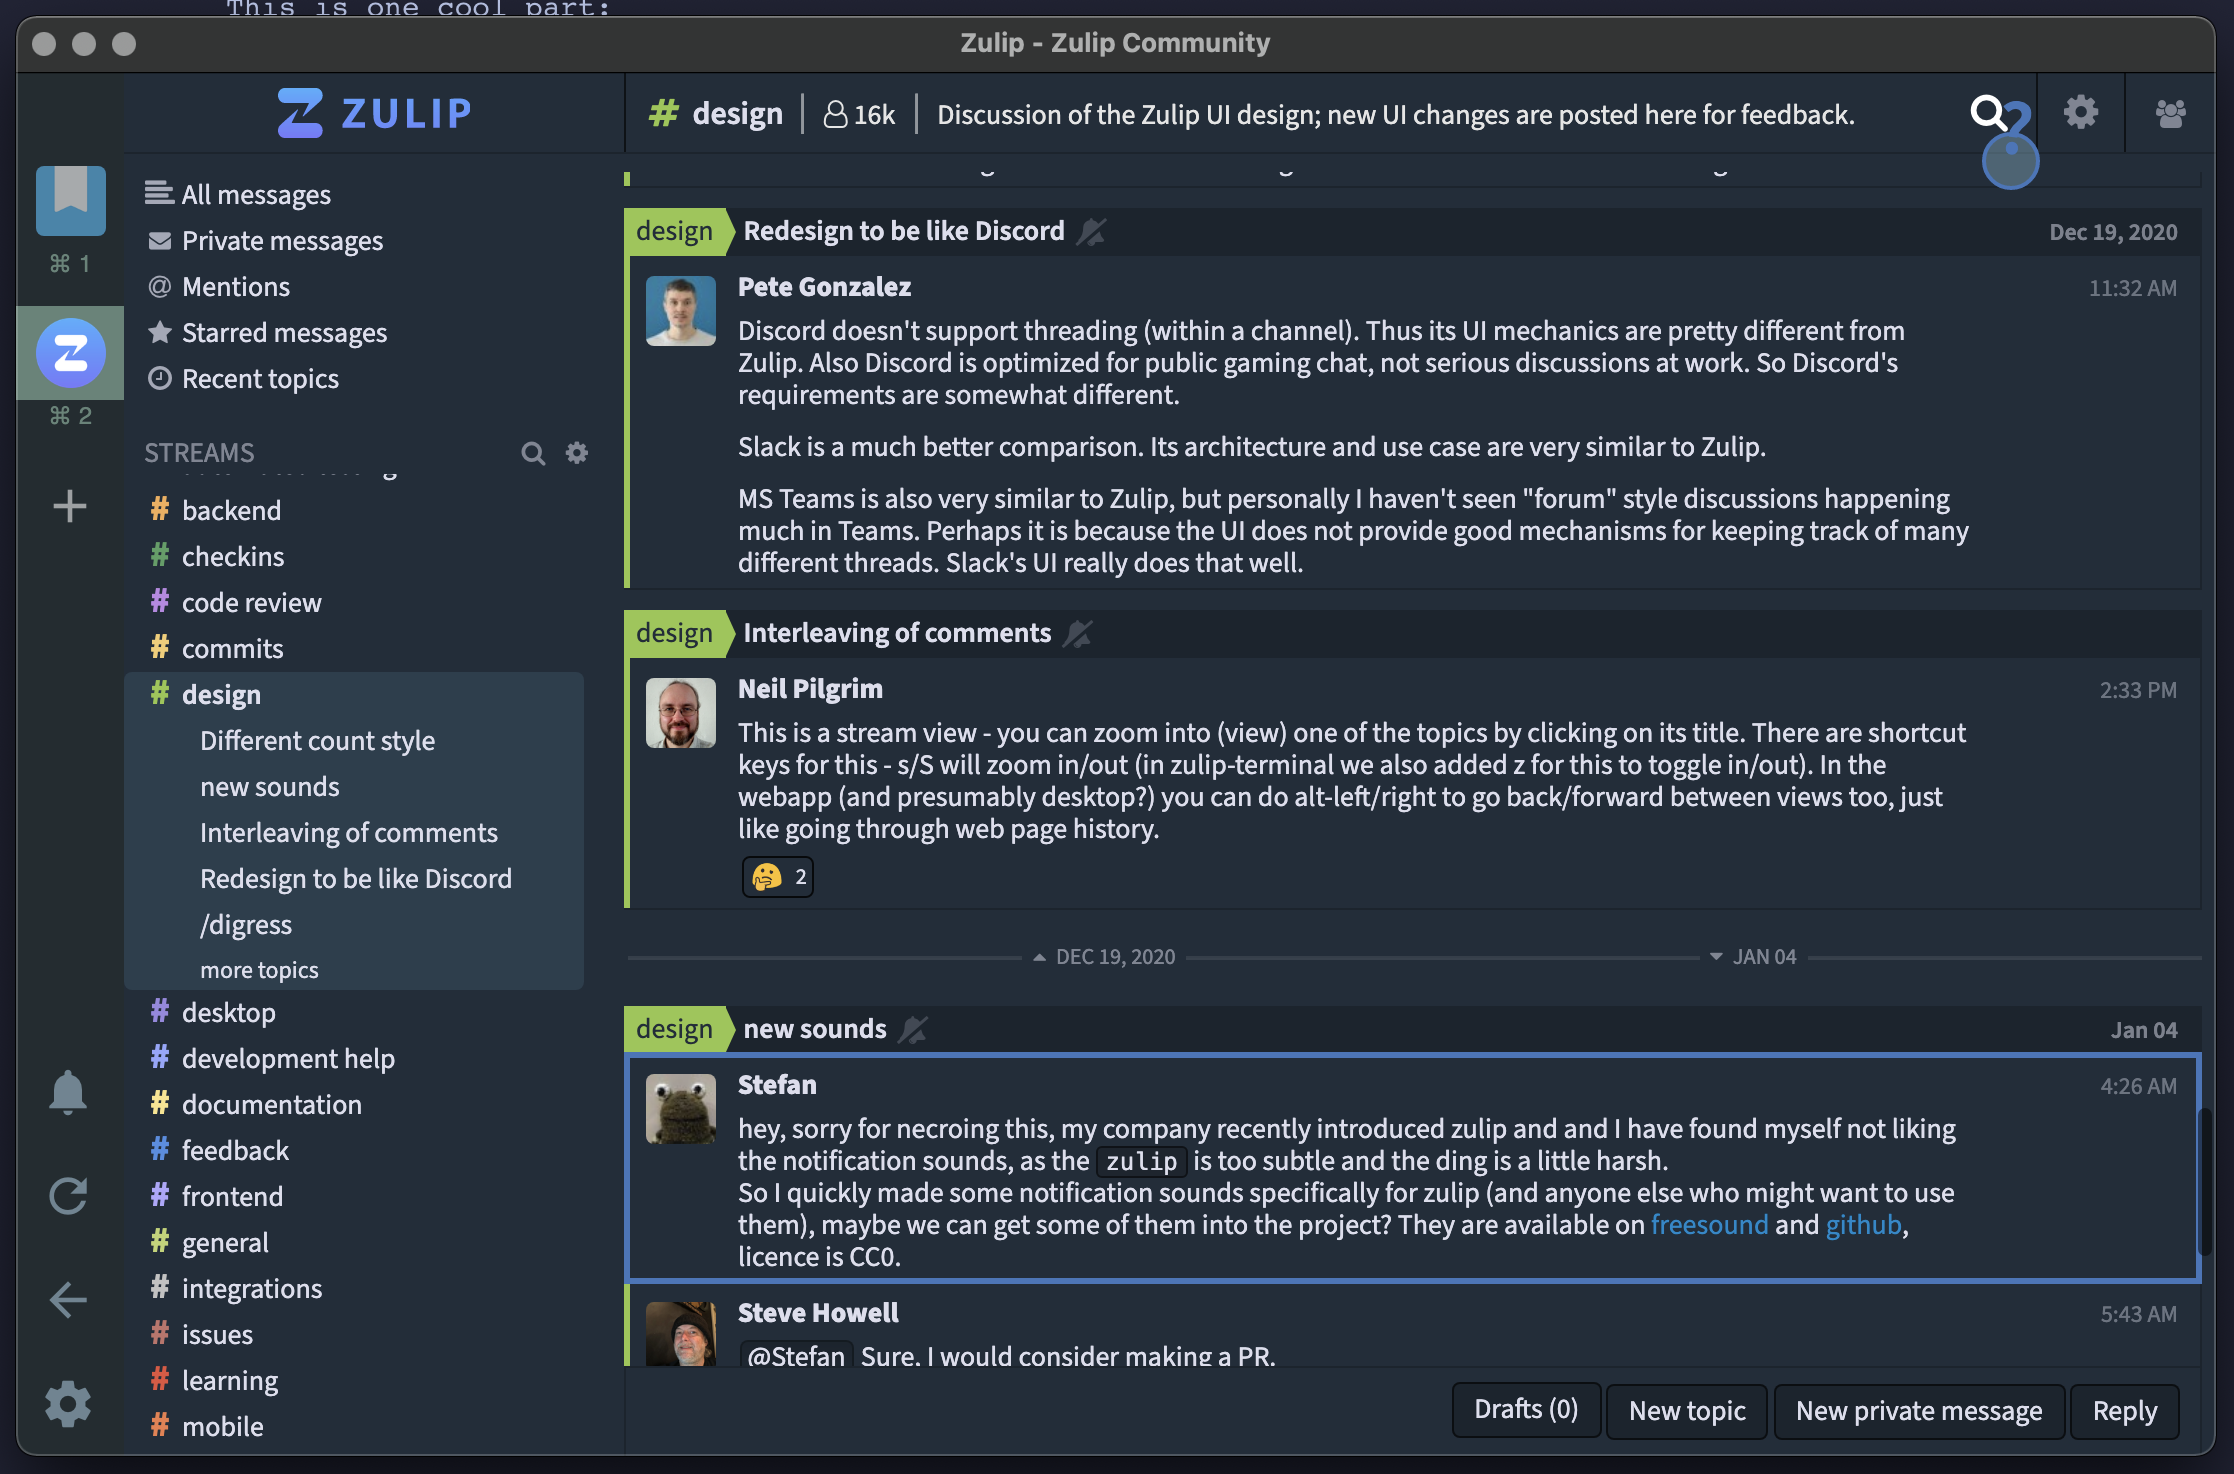 This is one cool part:
Zulip - Zulip Community
ZULIP
# design
16k
Discussion of the Zulip UI design; new UI changes are posted here for feedback.
?
⌘ 1
⌘ 2
All messages
Private messages
@ Mentions
Starred messages
Recent topics
STREAMS
# backend
# checkins
# code review
# commits
# design
Different count style
new sounds
Interleaving of comments
Redesign to be like Discord
/digress
more topics
# desktop
# development help
# documentation
# feedback
# frontend
# general
# integrations
# issues
# learning
# mobile
design
Redesign to be like Discord
Dec 19, 2020
Pete Gonzalez
11:32 AM
Discord doesn't support threading (within a channel). Thus its UI mechanics are pretty different from
Zulip. Also Discord is optimized for public gaming chat, not serious discussions at work. So Discord's
requirements are somewhat different.
Slack is a much better comparison. Its architecture and use case are very similar to Zulip.
MS Teams is also very similar to Zulip, but personally I haven't seen "forum" style discussions happening
much in Teams. Perhaps it is because the UI does not provide good mechanisms for keeping track of many
different threads. Slack's UI really does that well.
design
Interleaving of comments
Neil Pilgrim
2:33 PM
This is a stream view - you can zoom into (view) one of the topics by clicking on its title. There are shortcut
keys for this - s/S will zoom in/out (in zulip-terminal we also added z for this to toggle in/out). In the
webapp (and presumably desktop?) you can do alt-left/right to go back/forward between views too, just
like going through web page history.
🤔 2
DEC 19, 2020
JAN 04
design
new sounds
Jan 04
Stefan
4:26 AM
hey, sorry for necroing this, my company recently introduced zulip and and I have found myself not liking
the notification sounds, as the zulip is too subtle and the ding is a little harsh.
So I quickly made some notification sounds specifically for zulip (and anyone else who might want to use
them), maybe we can get some of them into the project? They are available on freesound and github,
licence is CC0.
Steve Howell
5:43 AM
@Stefan Sure, I would consider making a PR.
Drafts (0)
New topic
New private message
Reply